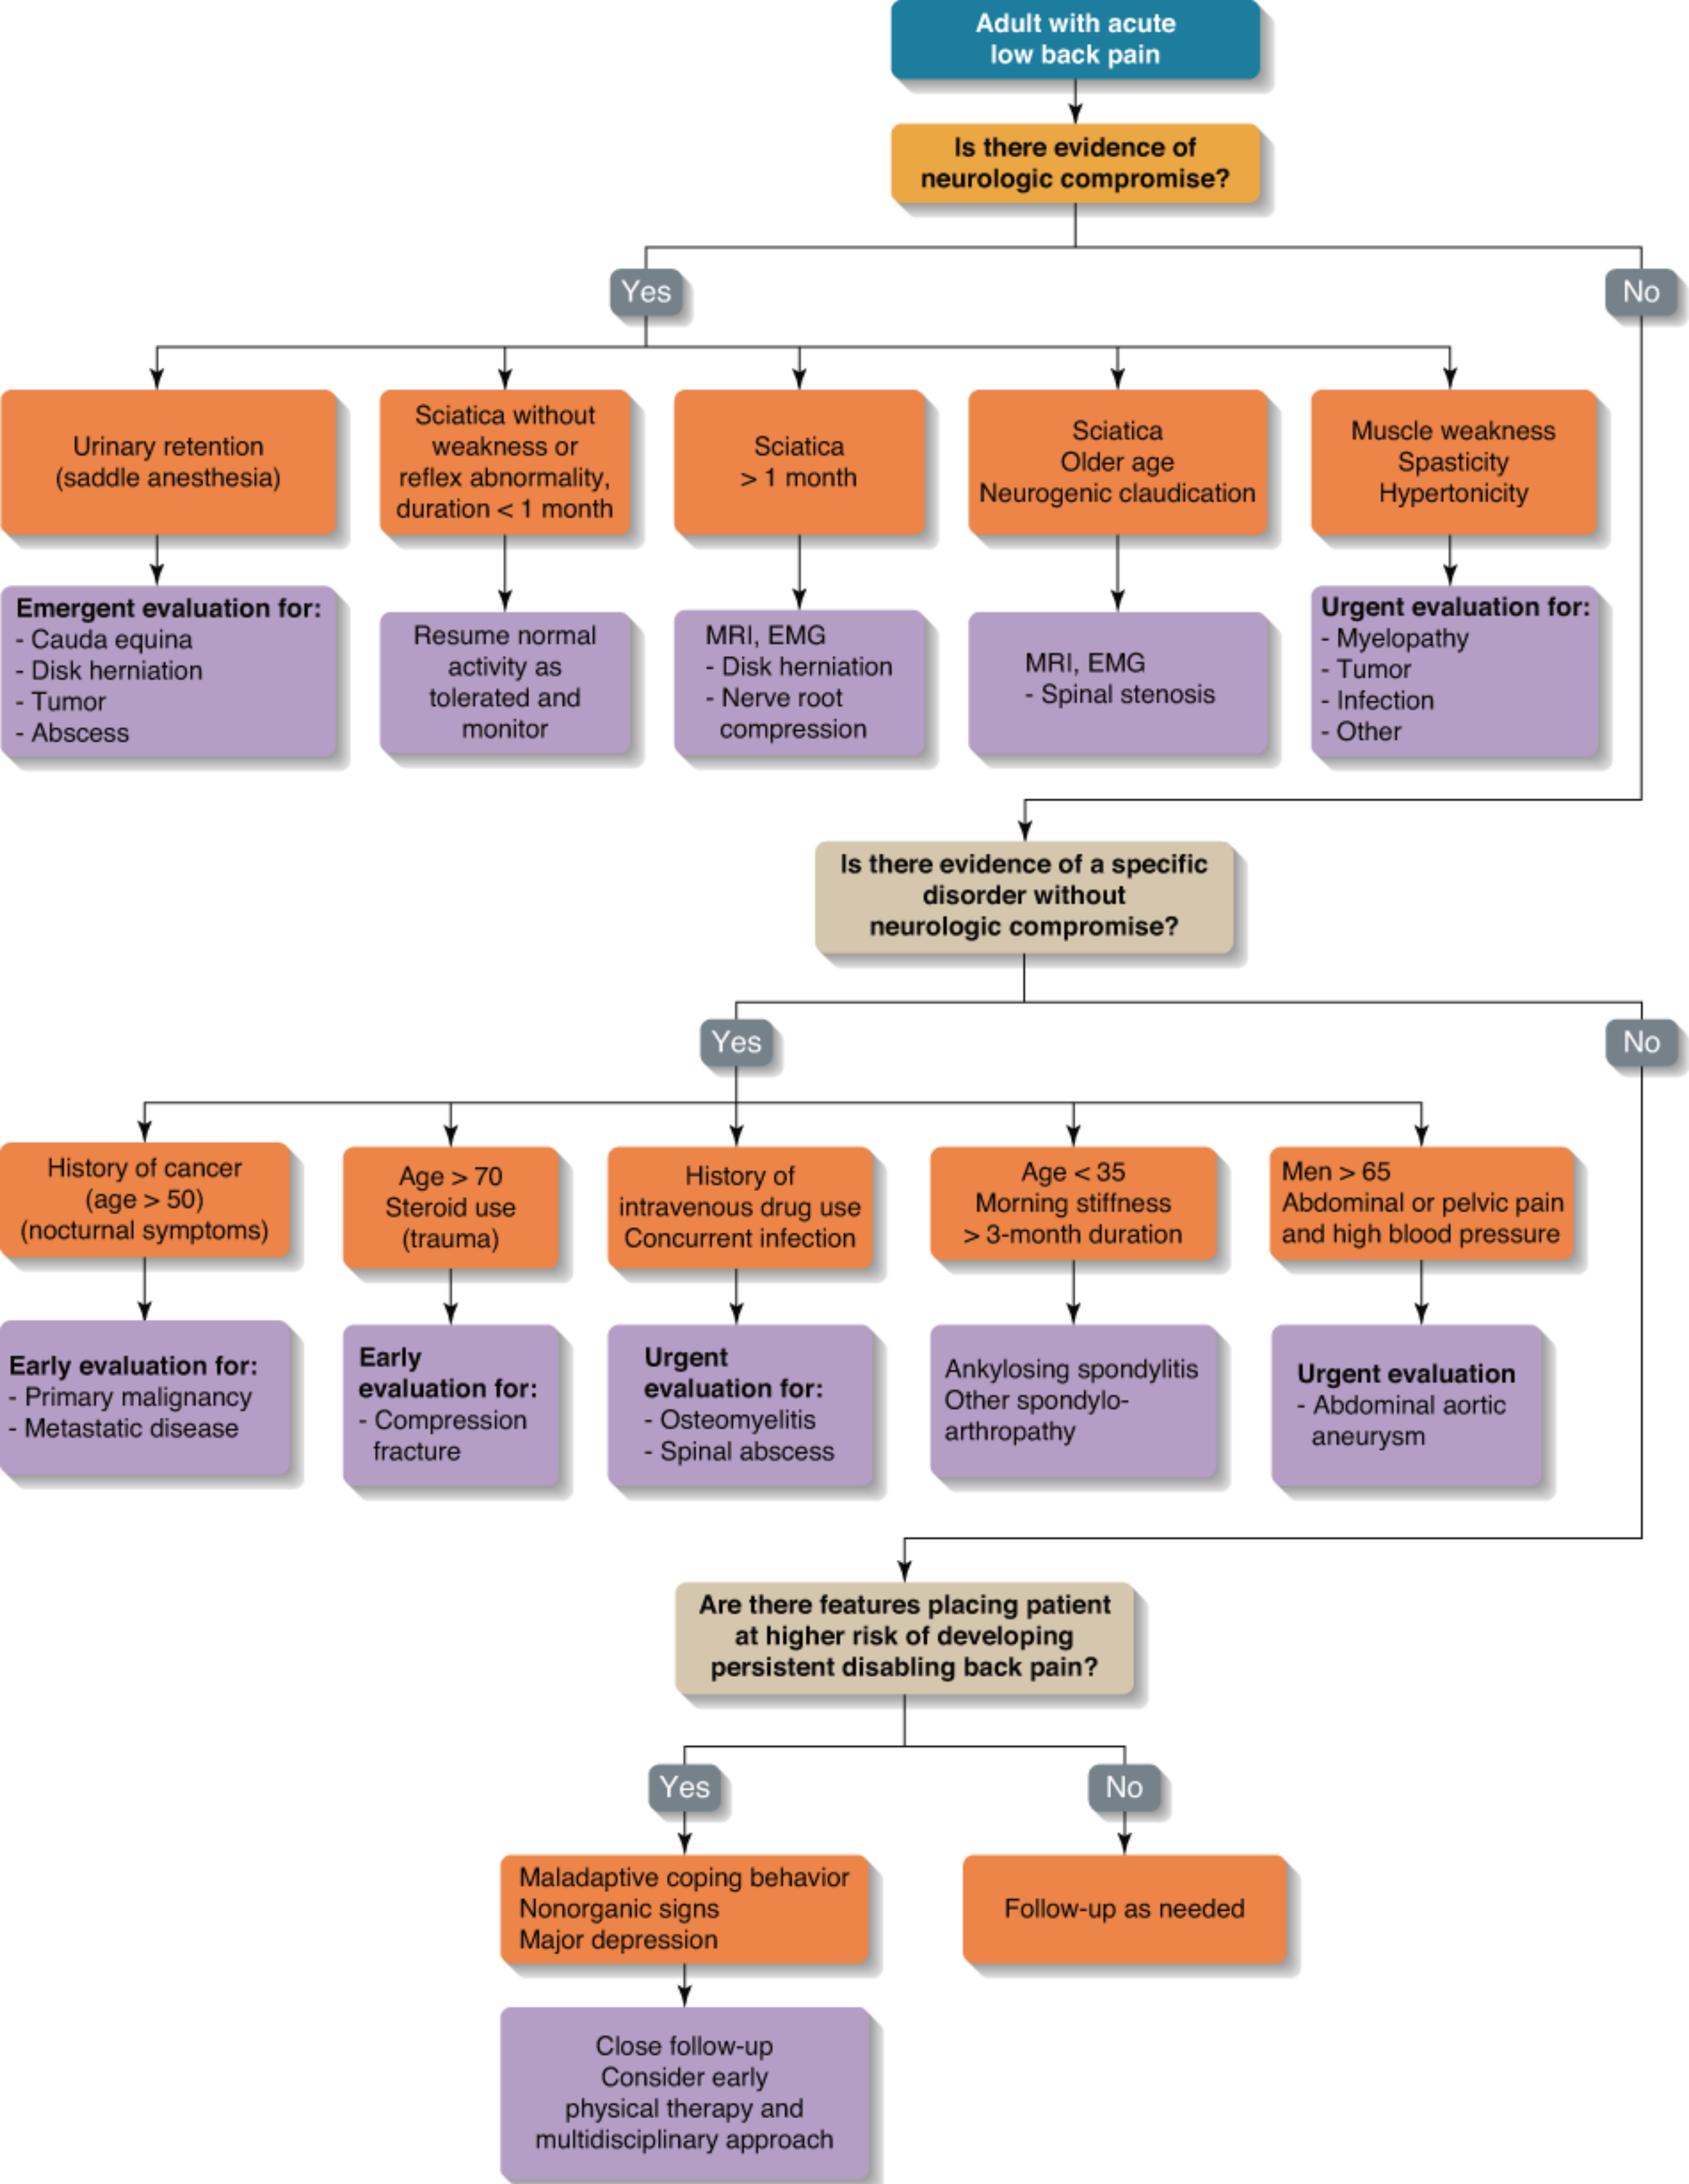 Adult with acute
low back pain
Is there evidence of
neurologic compromise?
Yes
No
Urinary retention
(saddle anesthesia)
Sciatica without
weakness or
reflex abnormality,
duration < 1 month
Sciatica
> 1 month
Sciatica
Older age
Neurogenic claudication
Muscle weakness
Spasticity
Hypertonicity
Emergent evaluation for:
- Cauda equina
- Disk herniation
- Tumor
- Abscess
Resume normal
activity as
tolerated and
monitor
MRI, EMG
- Disk herniation
- Nerve root
compression
MRI, EMG
- Spinal stenosis
Urgent evaluation for:
- Myelopathy
- Tumor
- Infection
- Other
Is there evidence of a specific
disorder without
neurologic compromise?
Yes
No
History of cancer
(age > 50)
(nocturnal symptoms)
Age > 70
Steroid use
(trauma)
History of
intravenous drug use
Concurrent infection
Age < 35
Morning stiffness
> 3-month duration
Men > 65
Abdominal or pelvic pain
and high blood pressure
Early evaluation for:
- Primary malignancy
- Metastatic disease
Early
evaluation for:
- Compression
fracture
Urgent
evaluation for:
- Osteomyelitis
- Spinal abscess
Ankylosing spondylitis
Other spondylo-
arthropathy
Urgent evaluation
- Abdominal aortic
aneurysm
Are there features placing patient
at higher risk of developing
persistent disabling back pain?
Yes
No
Maladaptive coping behavior
Nonorganic signs
Major depression
Follow-up as needed
Close follow-up
Consider early
physical therapy and
multidisciplinary approach